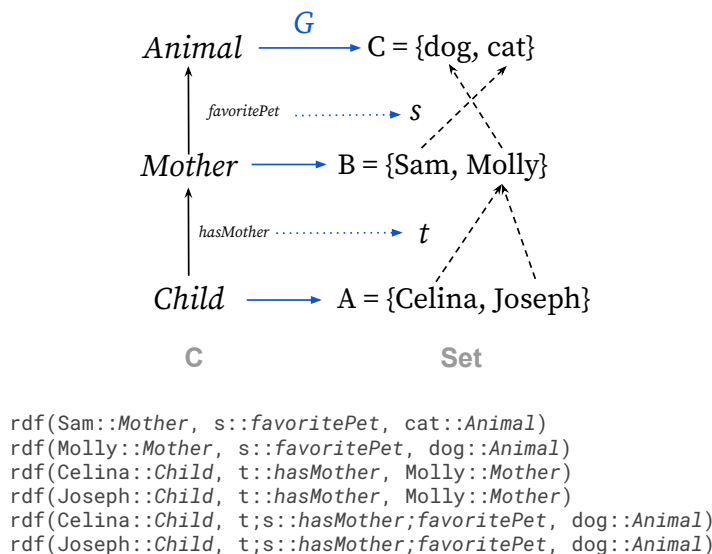 G
Animal C = {dog, cat}
favoritePet s
Mother B = {Sam, Molly}
hasMother t
Child A = {Celina, Joseph}
C Set
rdf(Sam::Mother, s::favoritePet, cat::Animal)
rdf(Molly::Mother, s::favoritePet, dog::Animal)
rdf(Celina::Child, t::hasMother, Molly::Mother)
rdf(Joseph::Child, t::hasMother, Molly::Mother)
rdf(Celina::Child, t;s::hasMother;favoritePet, dog::Animal)
rdf(Joseph::Child, t;s::hasMother;favoritePet, dog::Animal)